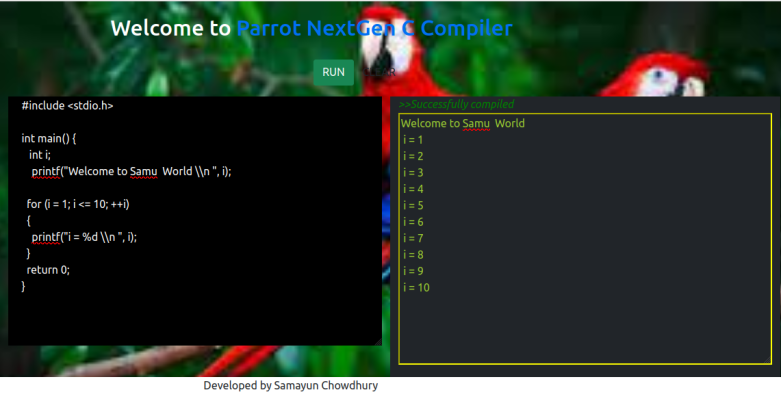 Welcome to Parrot NextGen C Compiler
RUN
#include <stdio.h>
int main() {
int i;
printf("Welcome to Samu World \\n ", i);
for (i = 1; i <= 10; ++i)
{
printf("i = %d \\n ", i);
}
return 0;
}
>>Successfully compiled
Welcome to Samu World
i = 1
i = 2
i = 3
i = 4
i = 5
i = 6
i = 7
i = 8
i = 9
i = 10
Developed by Samayun Chowdhury